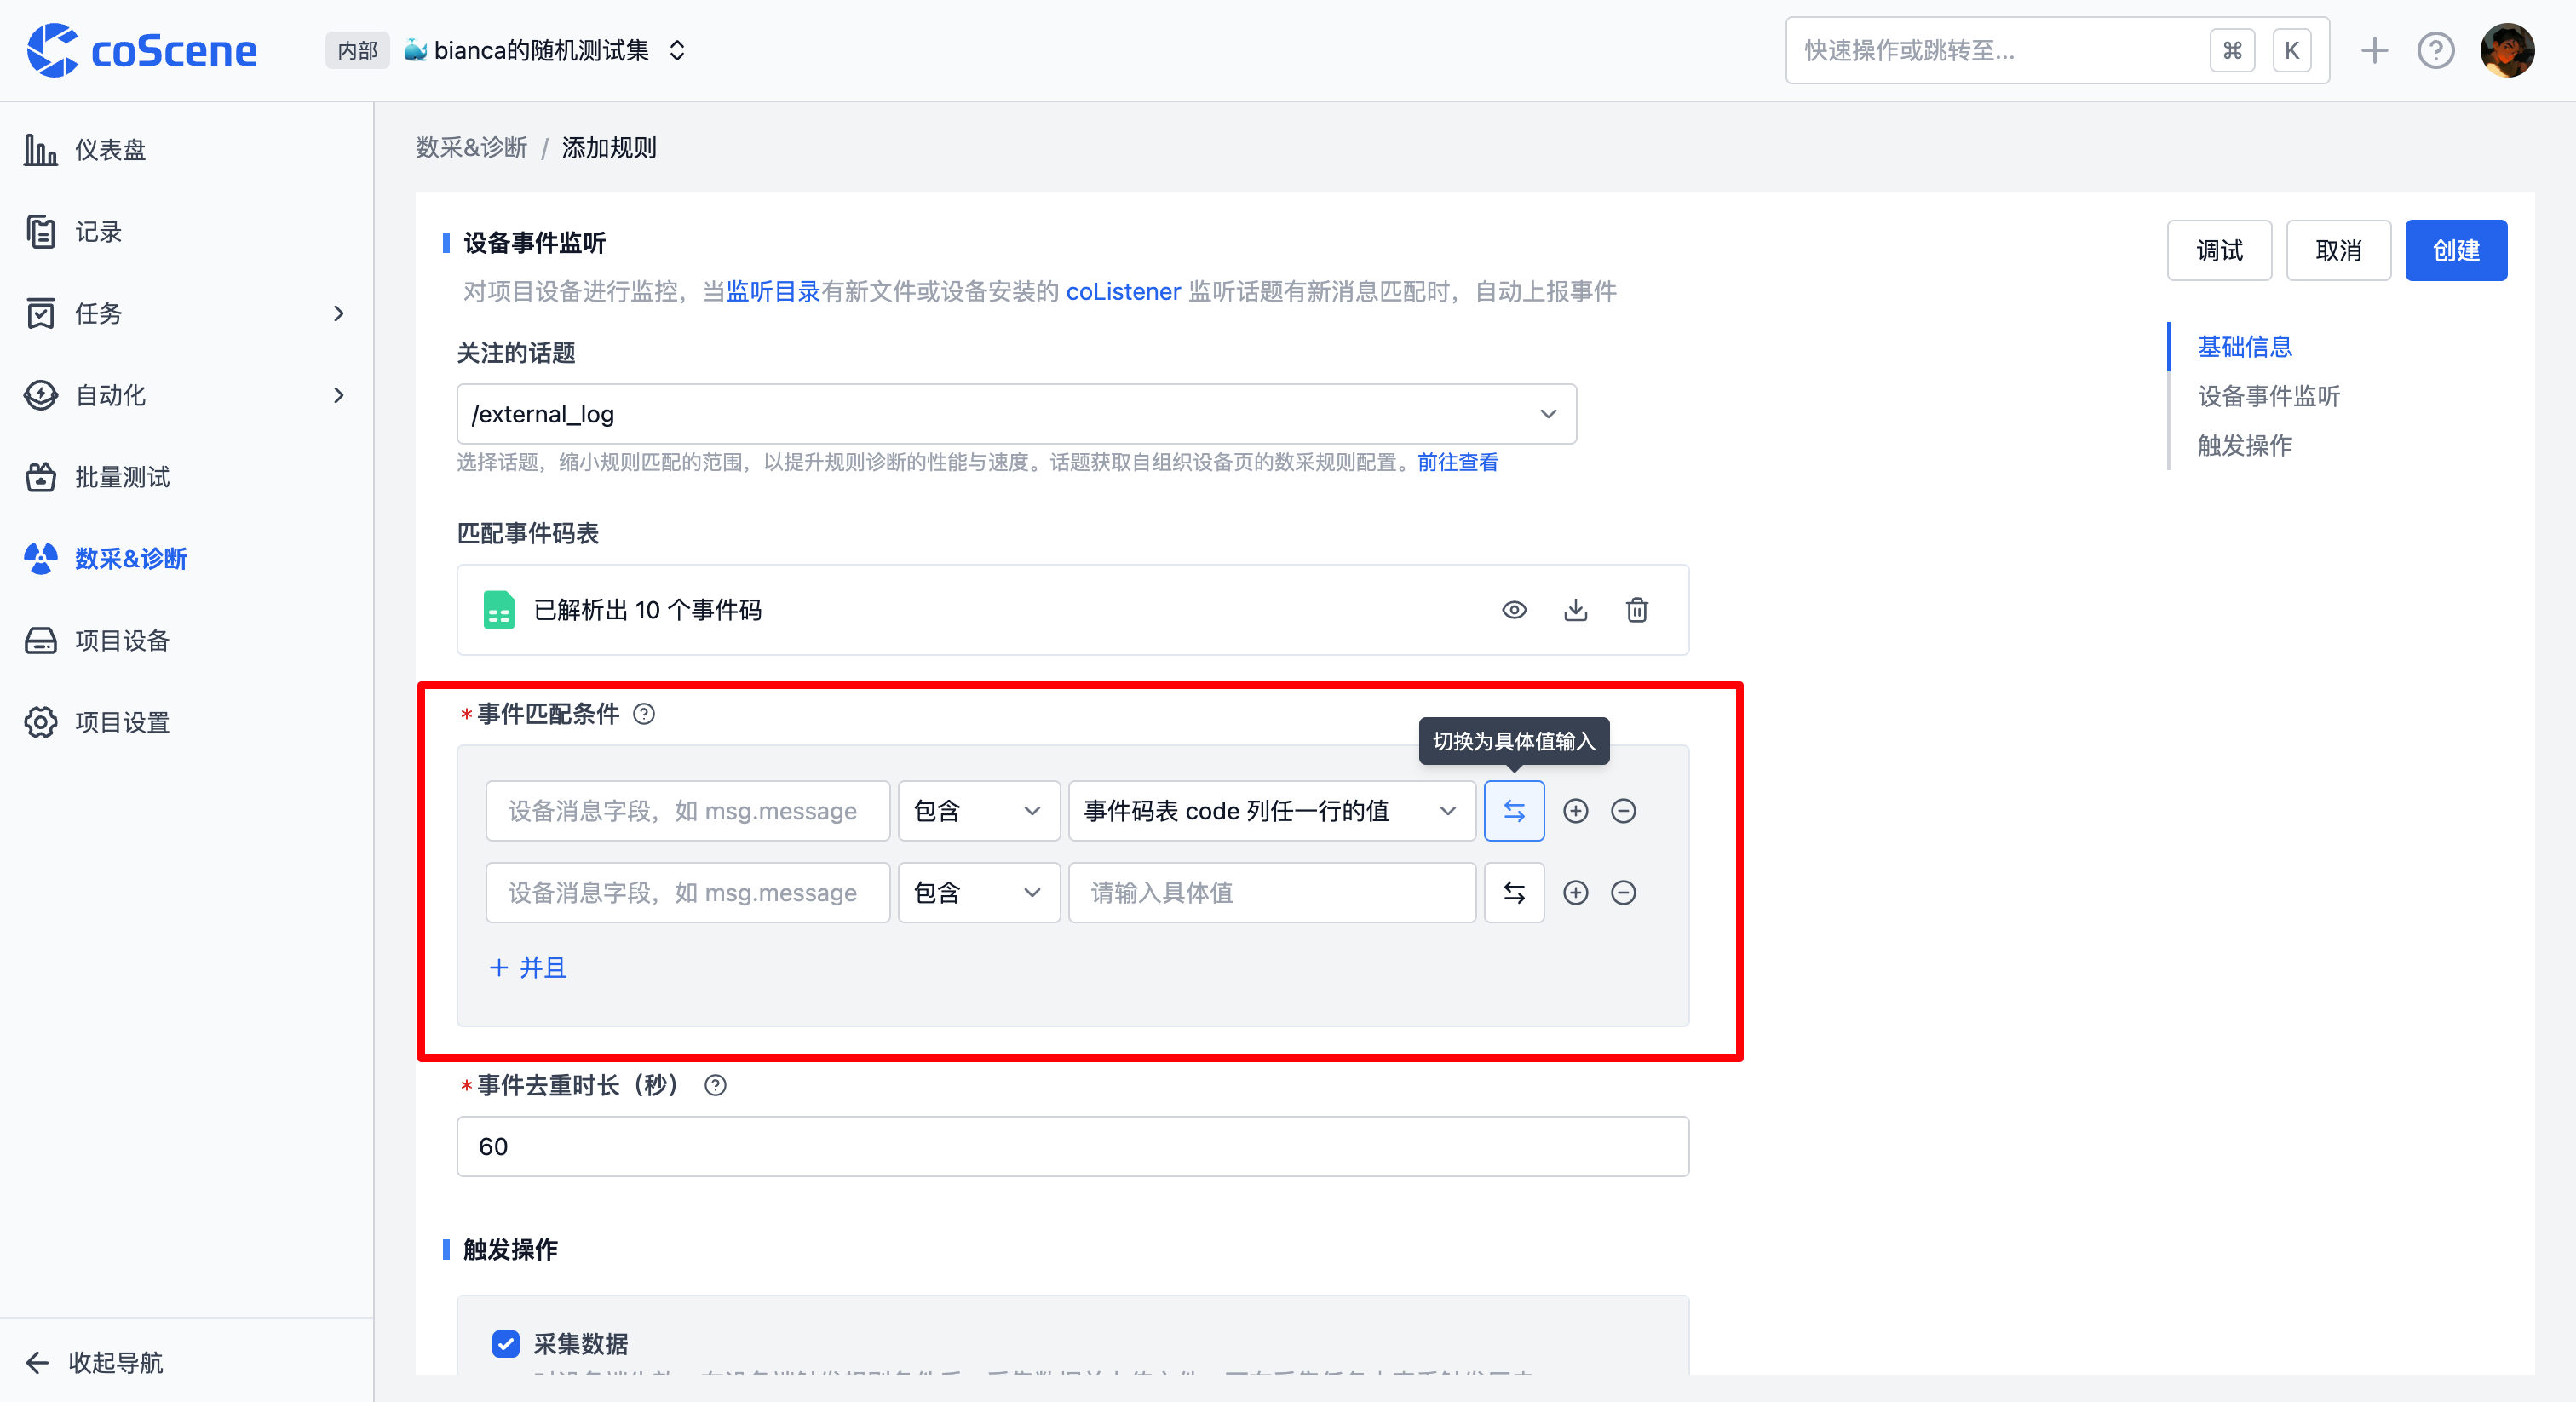 coScene
内部 bianca的随机测试集
快速操作或跳转至... ⌘ K
仪表盘
记录
任务
自动化
批量测试
数采&诊断
项目设备
项目设置
收起导航
数采&诊断 / 添加规则
设备事件监听
调试 取消 创建
对项目设备进行监控，当监听目录有新文件或设备安装的 coListener 监听话题有新消息匹配时，自动上报事件
基础信息
设备事件监听
触发操作
关注的话题
/external_log
选择话题，缩小规则匹配的范围，以提升规则诊断的性能与速度。话题获取自组织设备页的数采规则配置。前往查看
匹配事件码表
已解析出 10 个事件码
*事件匹配条件
切换为具体值输入
设备消息字段，如 msg.message 包含 事件码表 code 列任一行的值
设备消息字段，如 msg.message 包含 请输入具体值
+ 并且
*事件去重时长（秒）
60
触发操作
采集数据